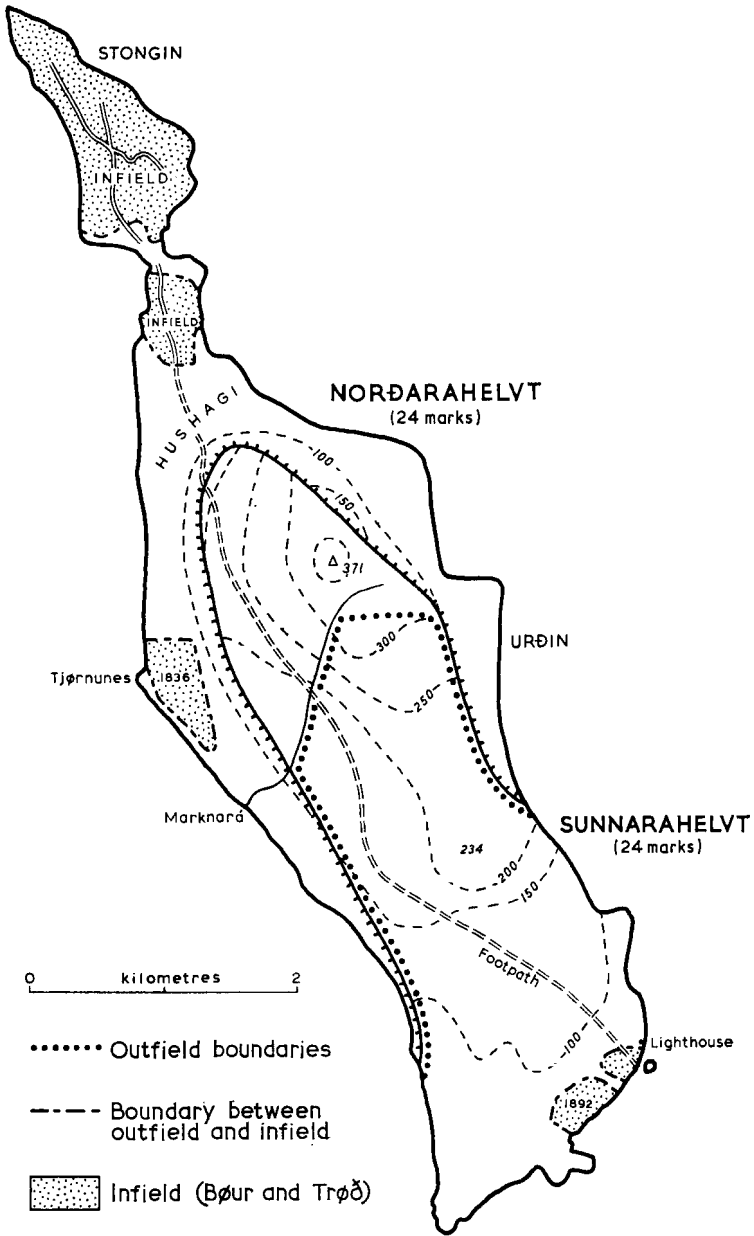 STONGIN
INFIELD
INFIELD
HUSHAGI
NORÐARAHELVT
(24 marks)
100
150
371
300
URÐIN
250
Tjørnunes
1836
Marknará
SUNNARAHELVT
(24 marks)
234
200
150
Footpath
100
Lighthouse
1892
0 kilometres 2
Outfield boundaries
Boundary between
outfield and infield
Infield (Bøur and Trøð)